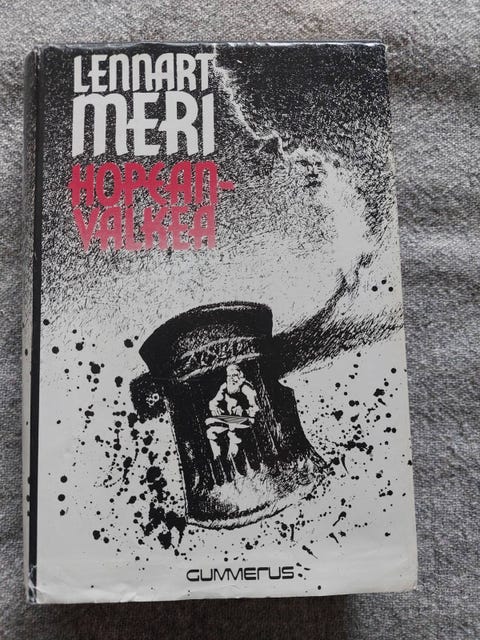 LENNART
MERI
HOPEAN-
VALKEA
GUMMERUS